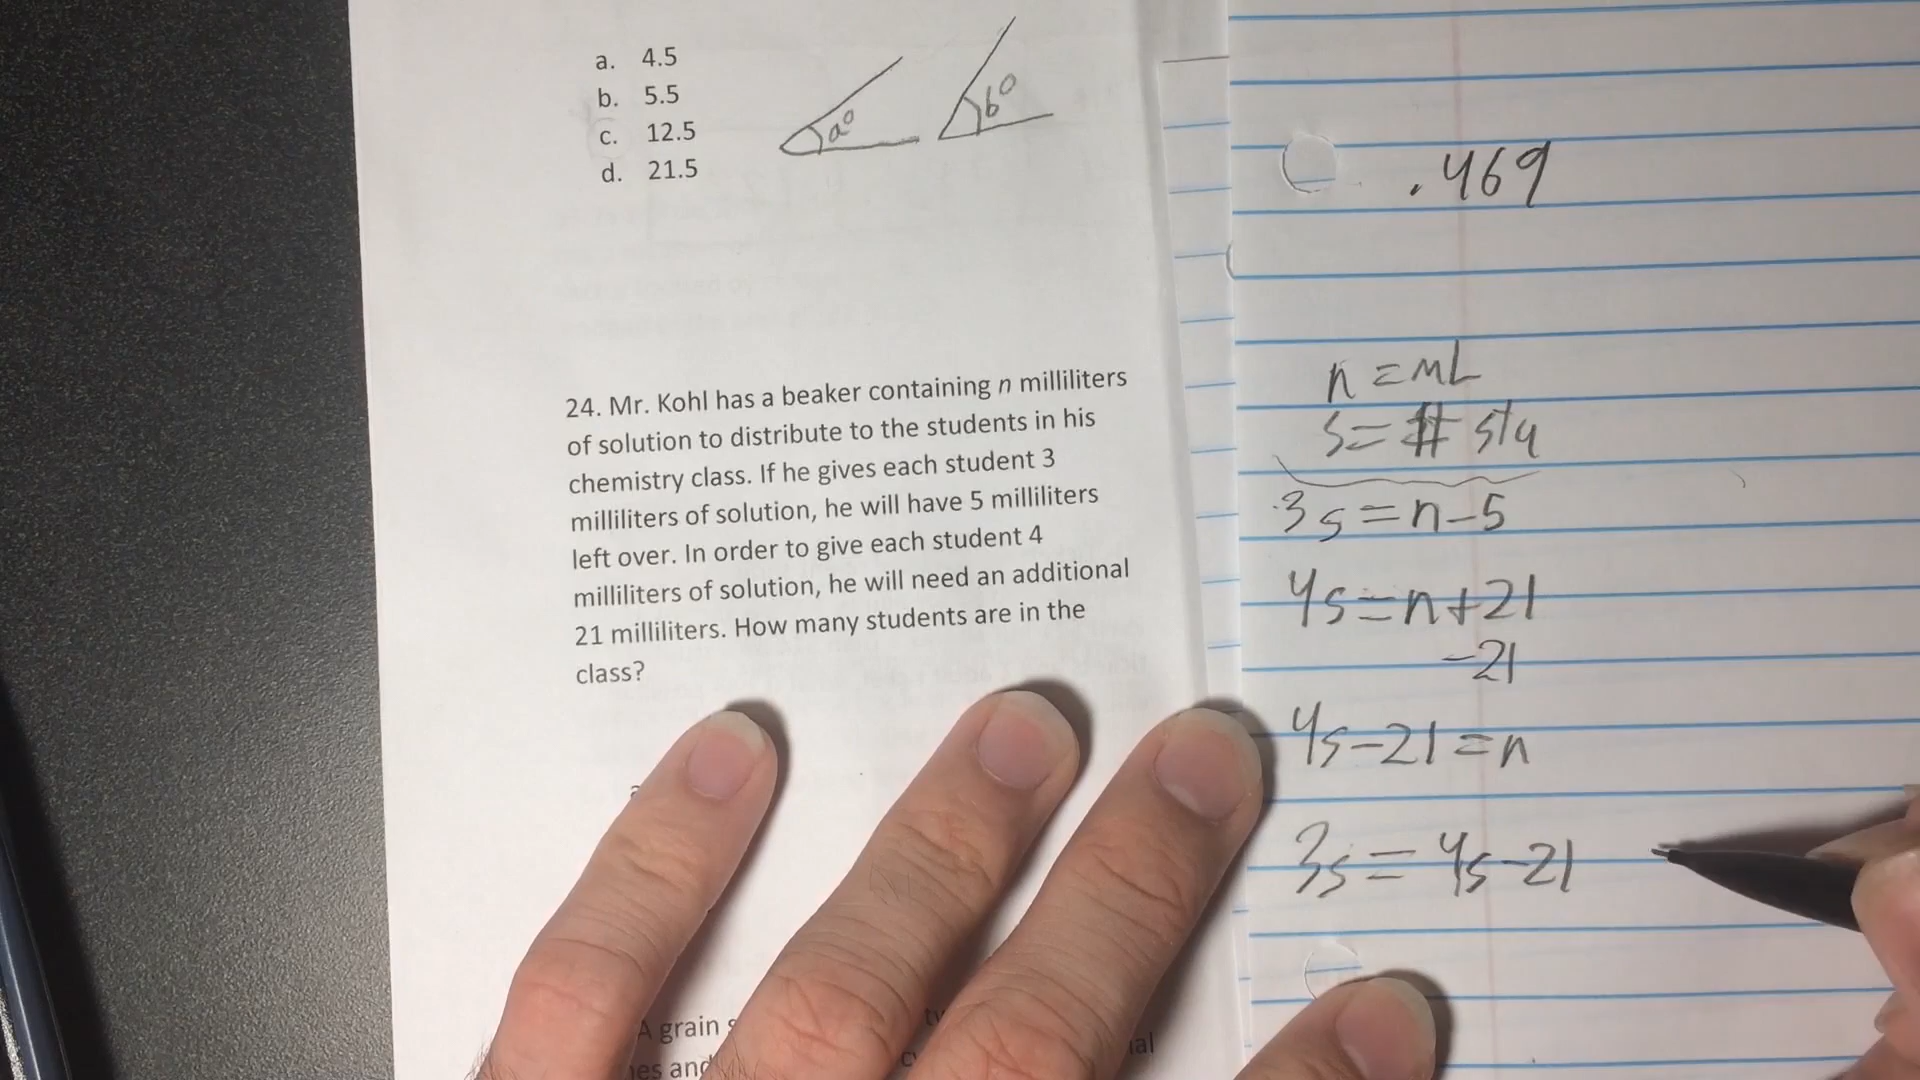 a. 4.5
b. 5.5
c. 12.5
d. 21.5
a°
b°
24. Mr. Kohl has a beaker containing n milliliters
of solution to distribute to the students in his
chemistry class. If he gives each student 3
milliliters of solution, he will have 5 milliliters
left over. In order to give each student 4
milliliters of solution, he will need an additional
21 milliliters. How many students are in the
class?
A grain
and
.469
n = mL
s = # stu
3s = n - 5
4s = n + 21
-21
4s - 21 = n
3s = 4s - 21